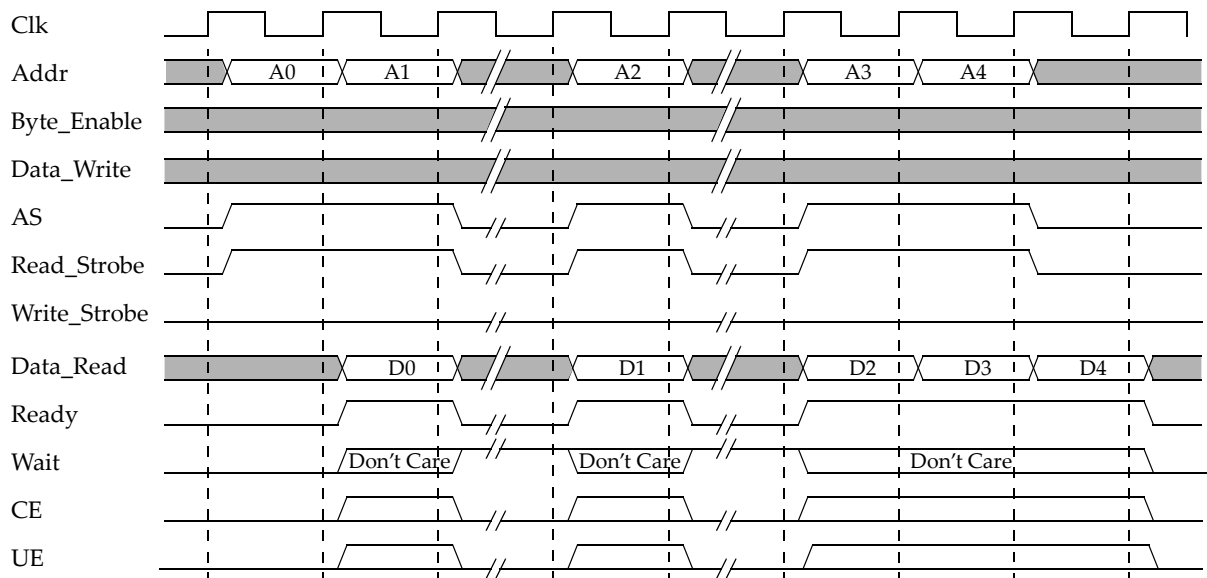 Clk
Addr A0 A1 A2 A3 A4
Byte_Enable
Data_Write
AS
Read_Strobe
Write_Strobe
Data_Read D0 D1 D2 D3 D4
Ready
Wait Don't Care Don't Care Don't Care
CE
UE